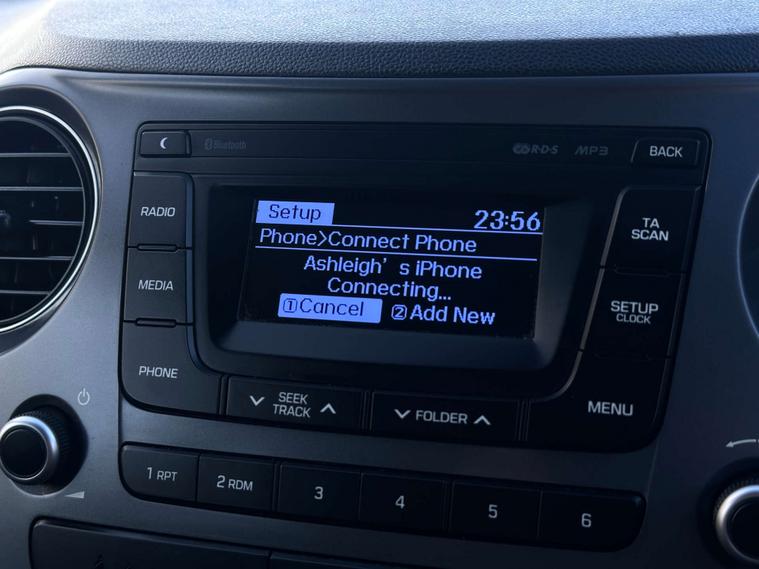 Bluetooth
R·D·S
MP3
BACK
RADIO
MEDIA
PHONE
Setup
23:56
Phone>Connect Phone
Ashleigh's iPhone
Connecting...
①Cancel ②Add New
TA
SCAN
SETUP
CLOCK
MENU
SEEK
TRACK
FOLDER
1 RPT
2 RDM
3
4
5
6